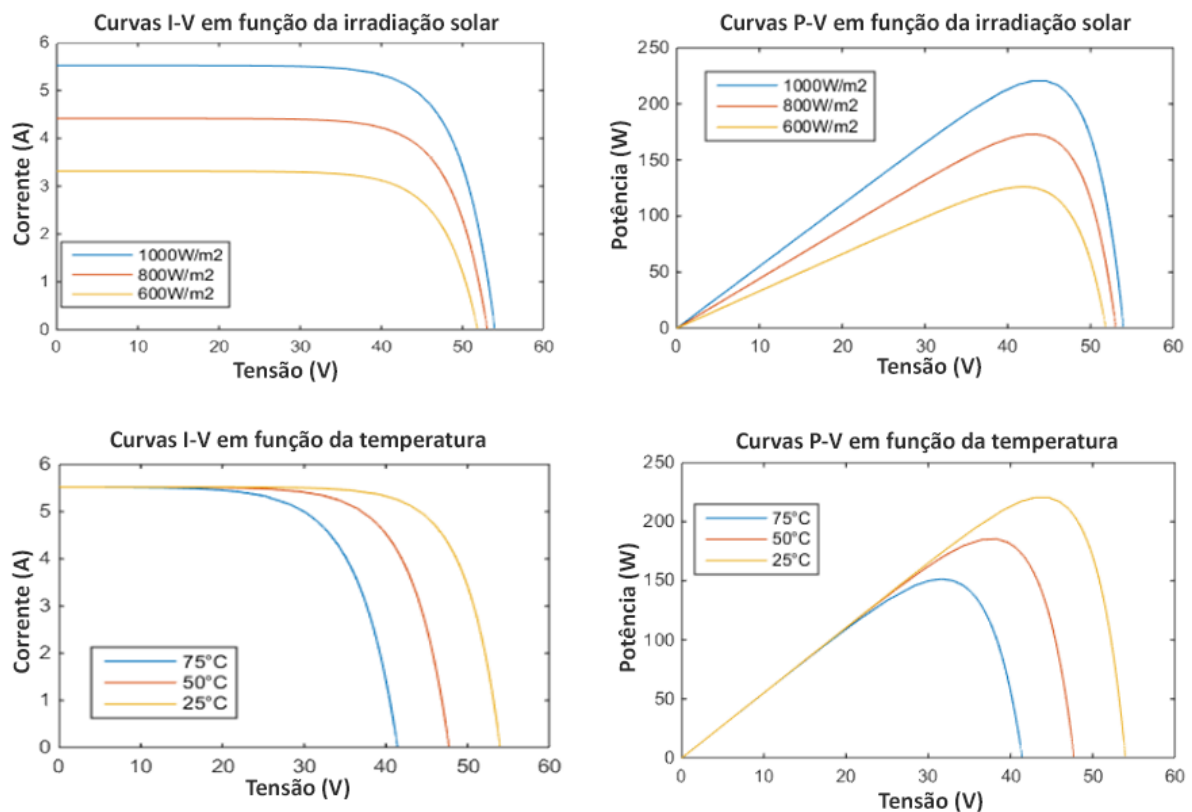 Curvas I-V em função da irradiação solar
6
5
4
3
2
1
0
Corrente (A)
1000W/m2
800W/m2
600W/m2
0 10 20 30 40 50 60
Tensão (V)
Curvas P-V em função da irradiação solar
250
200
150
100
50
0
Potência (W)
1000W/m2
800W/m2
600W/m2
0 10 20 30 40 50 60
Tensão (V)
Curvas I-V em função da temperatura
6
5
4
3
2
1
0
Corrente (A)
75°C
50°C
25°C
0 10 20 30 40 50 60
Tensão (V)
Curvas P-V em função da temperatura
250
200
150
100
50
0
Potência (W)
75°C
50°C
25°C
0 10 20 30 40 50 60
Tensão (V)